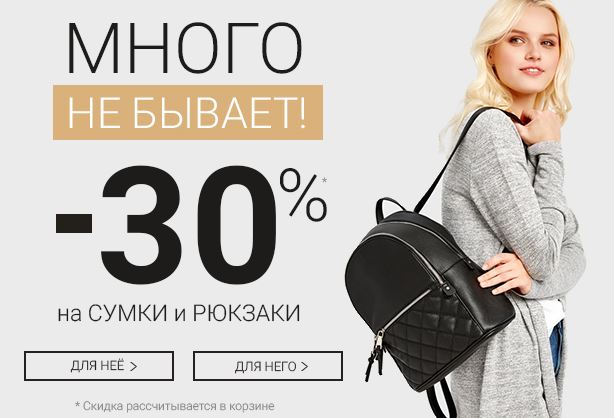 МНОГО
НЕ БЫВАЕТ!
-30%*
на СУМКИ и РЮКЗАКИ
ДЛЯ НЕЁ >
ДЛЯ НЕГО >
* Скидка рассчитывается в корзине